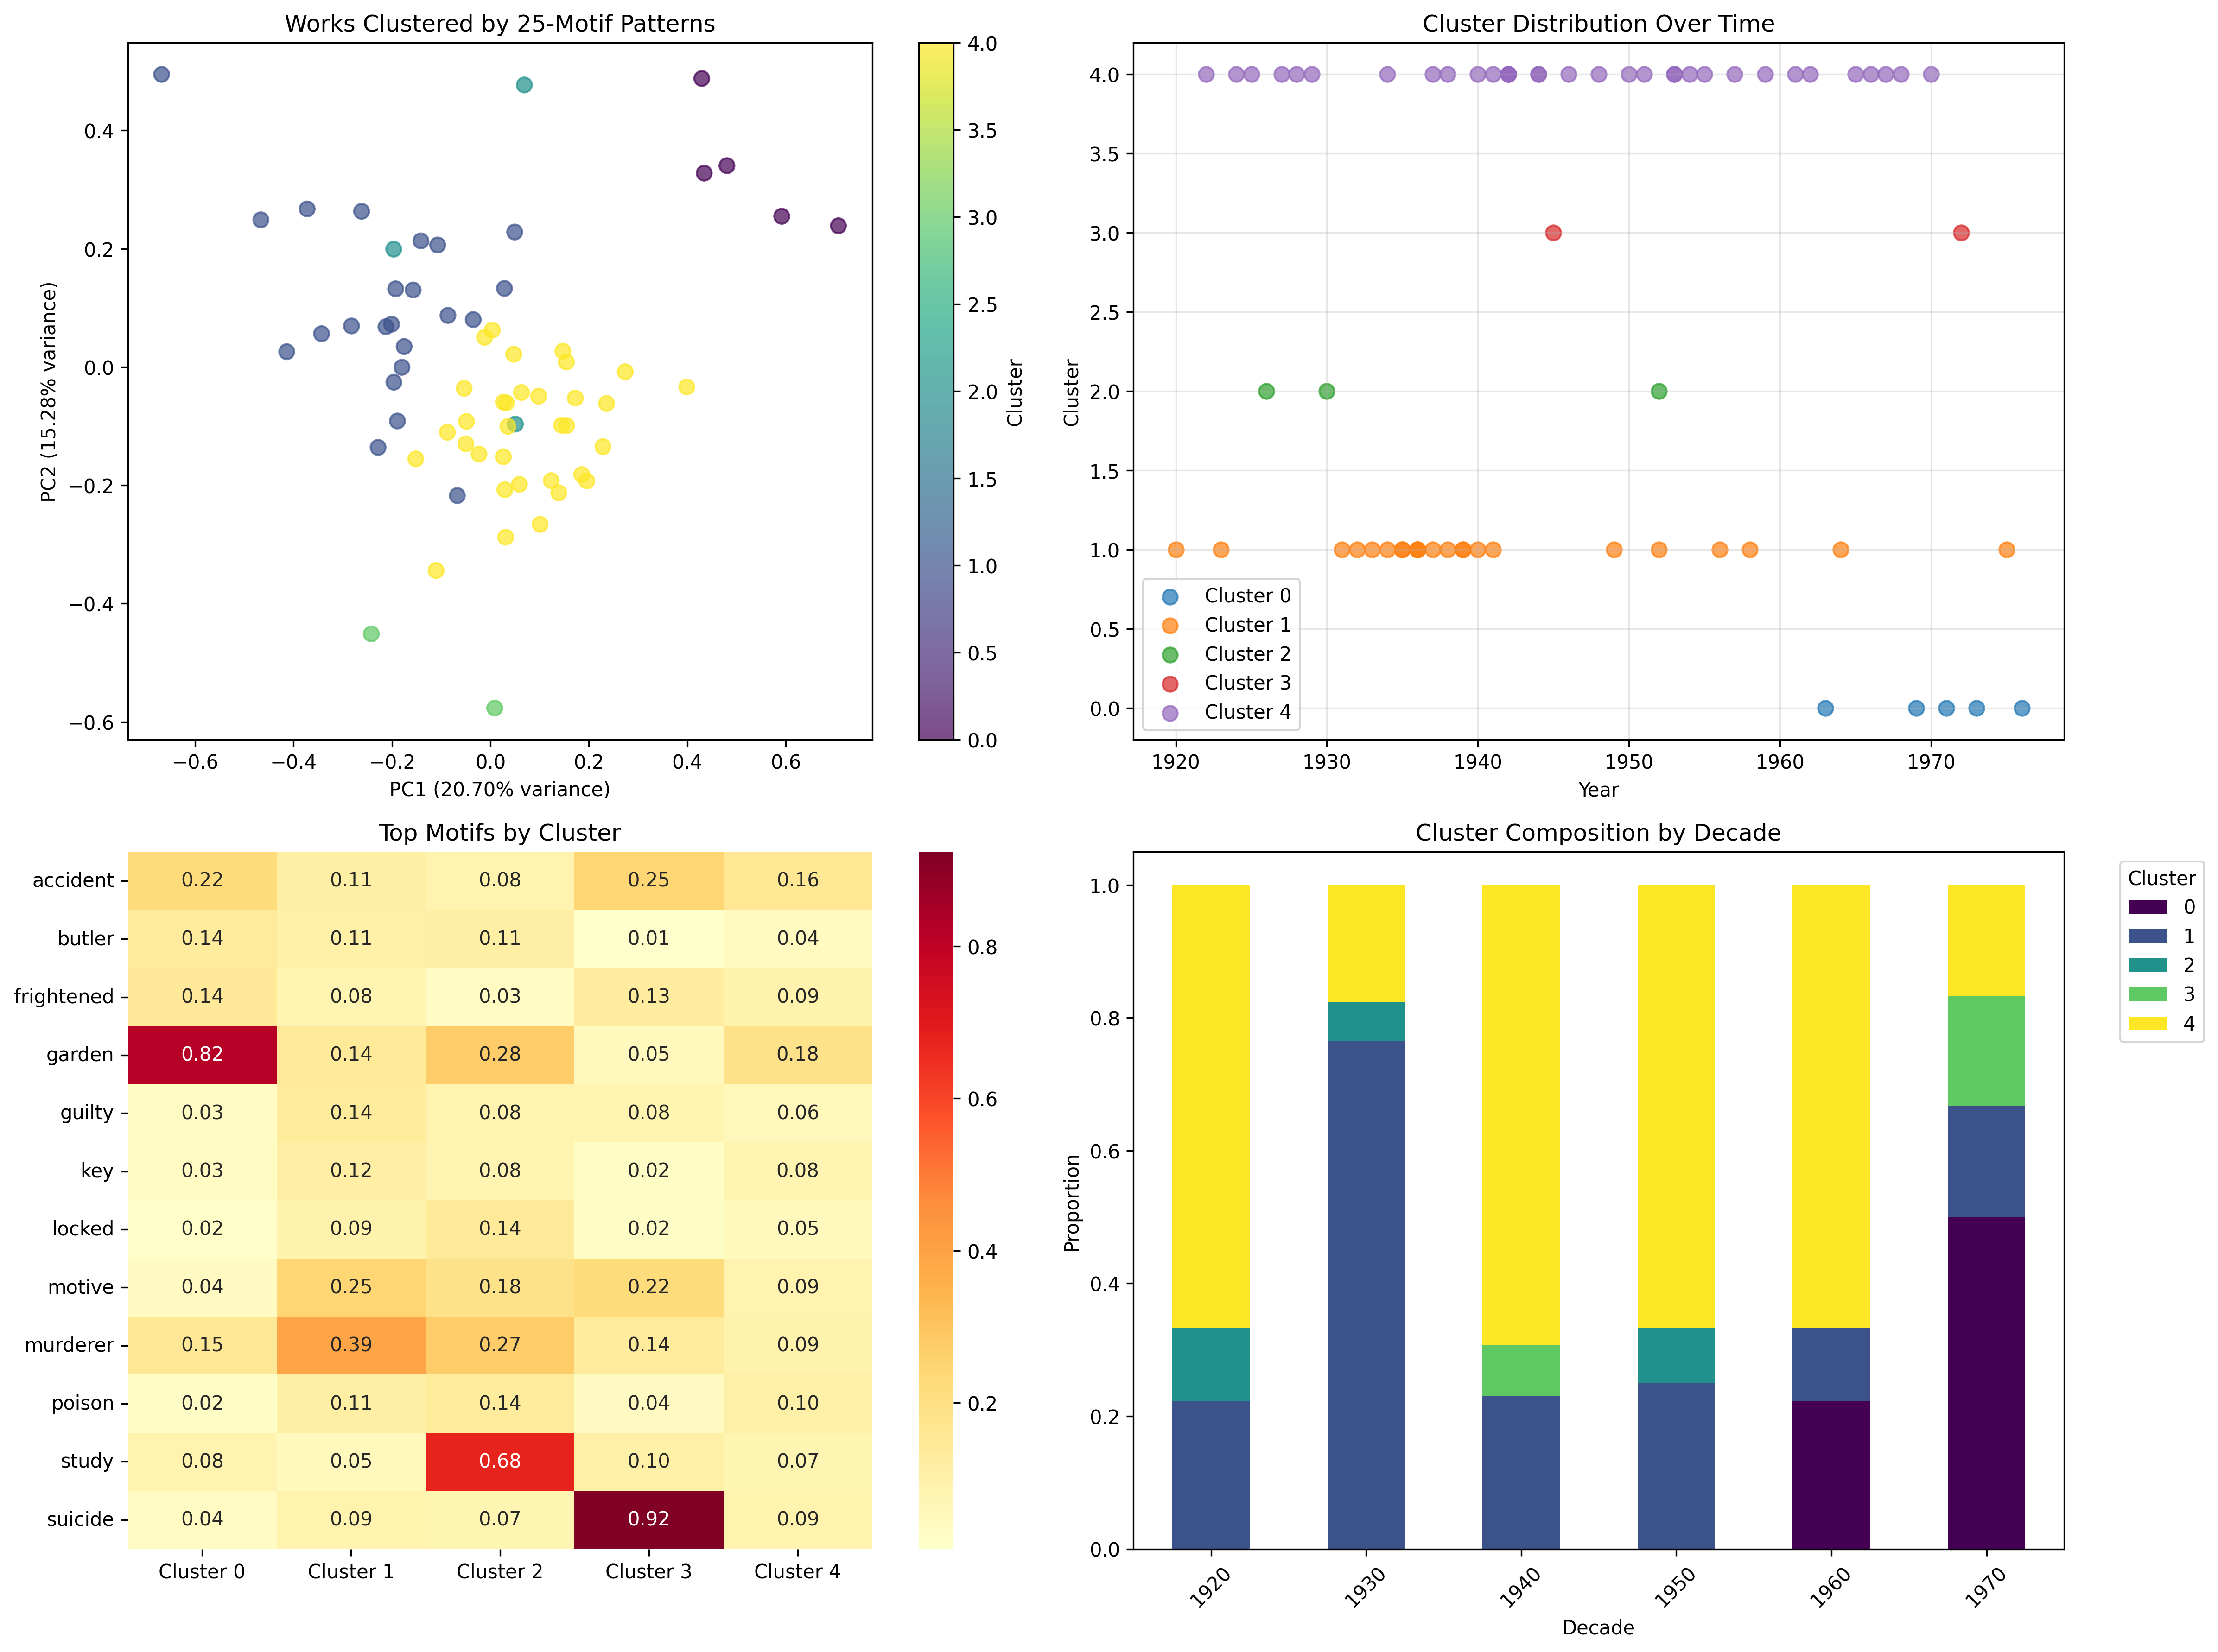 Works Clustered by 25-Motif Patterns
0.4
0.2
0.0
−0.2
−0.4
−0.6
PC2 (15.28% variance)
−0.6 −0.4 −0.2 0.0 0.2 0.4 0.6
PC1 (20.70% variance)
4.0
3.5
3.0
2.5
2.0
1.5
1.0
0.5
0.0
Cluster
Cluster Distribution Over Time
4.0
3.5
3.0
2.5
2.0
1.5
1.0
0.5
0.0
Cluster
Cluster 0
Cluster 1
Cluster 2
Cluster 3
Cluster 4
1920 1930 1940 1950 1960 1970
Year
Top Motifs by Cluster
accident 0.22 0.11 0.08 0.25 0.16
butler 0.14 0.11 0.11 0.01 0.04
frightened 0.14 0.08 0.03 0.13 0.09
garden 0.82 0.14 0.28 0.05 0.18
guilty 0.03 0.14 0.08 0.08 0.06
key 0.03 0.12 0.08 0.02 0.08
locked 0.02 0.09 0.14 0.02 0.05
motive 0.04 0.25 0.18 0.22 0.09
murderer 0.15 0.39 0.27 0.14 0.09
poison 0.02 0.11 0.14 0.04 0.10
study 0.08 0.05 0.68 0.10 0.07
suicide 0.04 0.09 0.07 0.92 0.09
Cluster 0 Cluster 1 Cluster 2 Cluster 3 Cluster 4
0.8
0.6
0.4
0.2
Cluster Composition by Decade
1.0
0.8
0.6
0.4
0.2
0.0
Proportion
1920 1930 1940 1950 1960 1970
Decade
Cluster
0
1
2
3
4